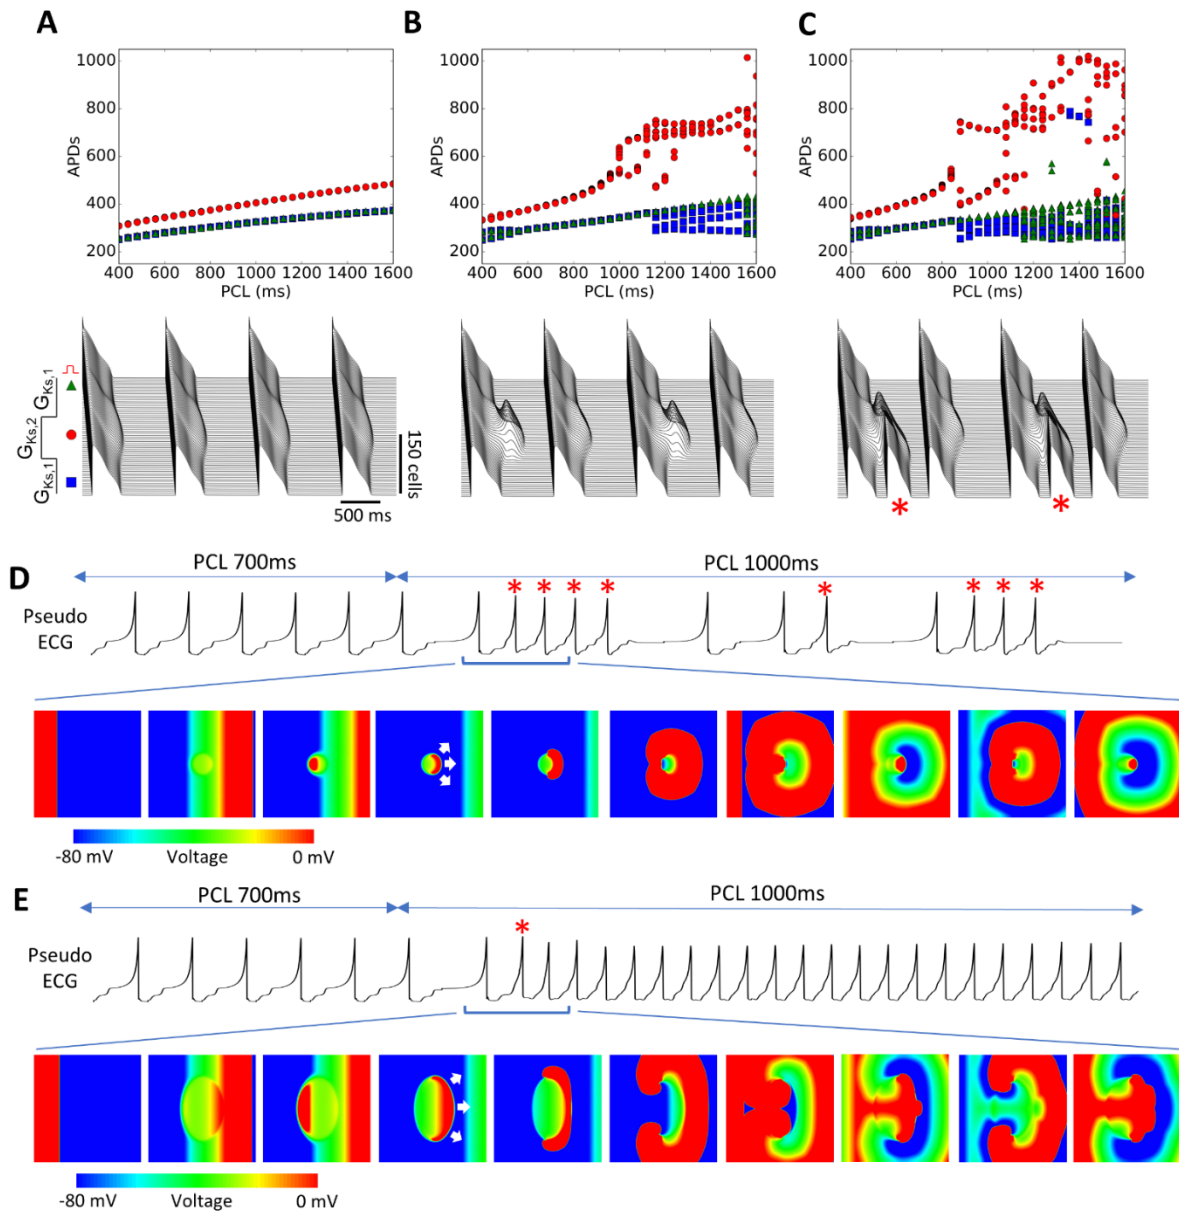 A
B
C
1000
800
600
400
200
APDs
400 600 800 1000 1200 1400 1600
PCL (ms)
1000
800
600
400
200
APDs
400 600 800 1000 1200 1400 1600
PCL (ms)
1000
800
600
400
200
APDs
400 600 800 1000 1200 1400 1600
PCL (ms)
GKs,1
GKs,2
GKs,1
150 cells
500 ms
*
*
D
PCL 700ms
PCL 1000ms
* * * * * * * *
Pseudo
ECG
-80 mV Voltage 0 mV
E
PCL 700ms
PCL 1000ms
*
Pseudo
ECG
-80 mV Voltage 0 mV